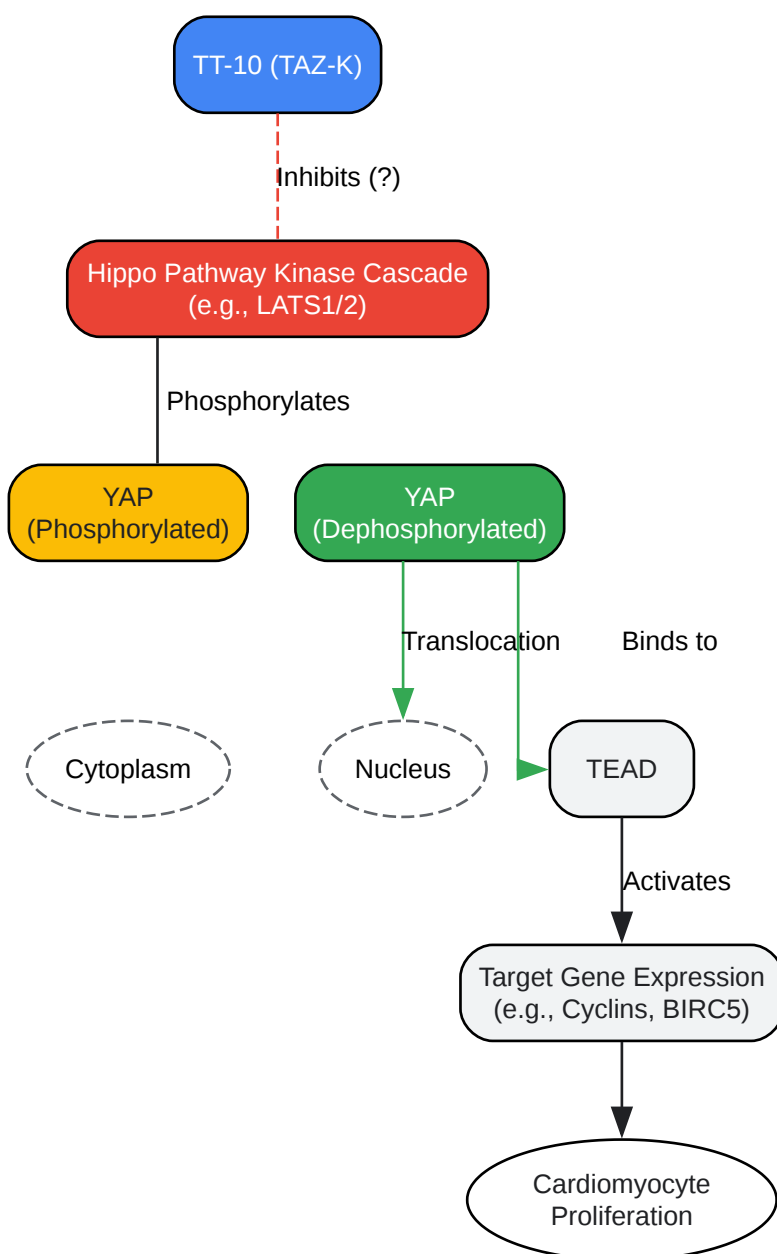 TT-10 (TAZ-K)
Inhibits (?)
Hippo Pathway Kinase Cascade
(e.g., LATS1/2)
Phosphorylates
YAP
(Phosphorylated)
YAP
(Dephosphorylated)
Translocation
Binds to
Cytoplasm
Nucleus
TEAD
Activates
Target Gene Expression
(e.g., Cyclins, BIRC5)
Cardiomyocyte
Proliferation